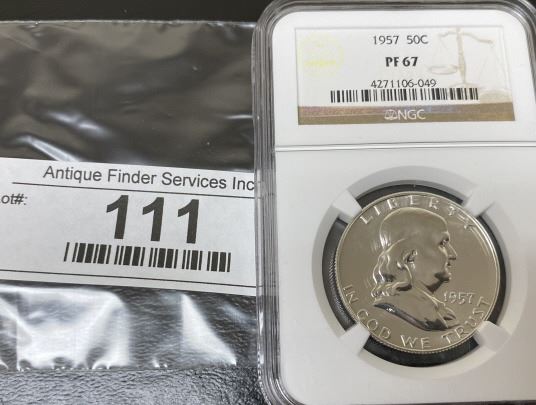 Antique Finder Services Inc
ot#:
111
1957 50C
PF 67
4271106-049
NGC
LIBERTY
1957
IN GOD WE TRUST